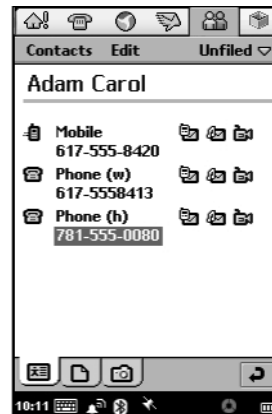 Contacts Edit Unfiled
Adam Carol
Mobile
617-555-8420
Phone (w)
617-5558413
Phone (h)
781-555-0080
10:11